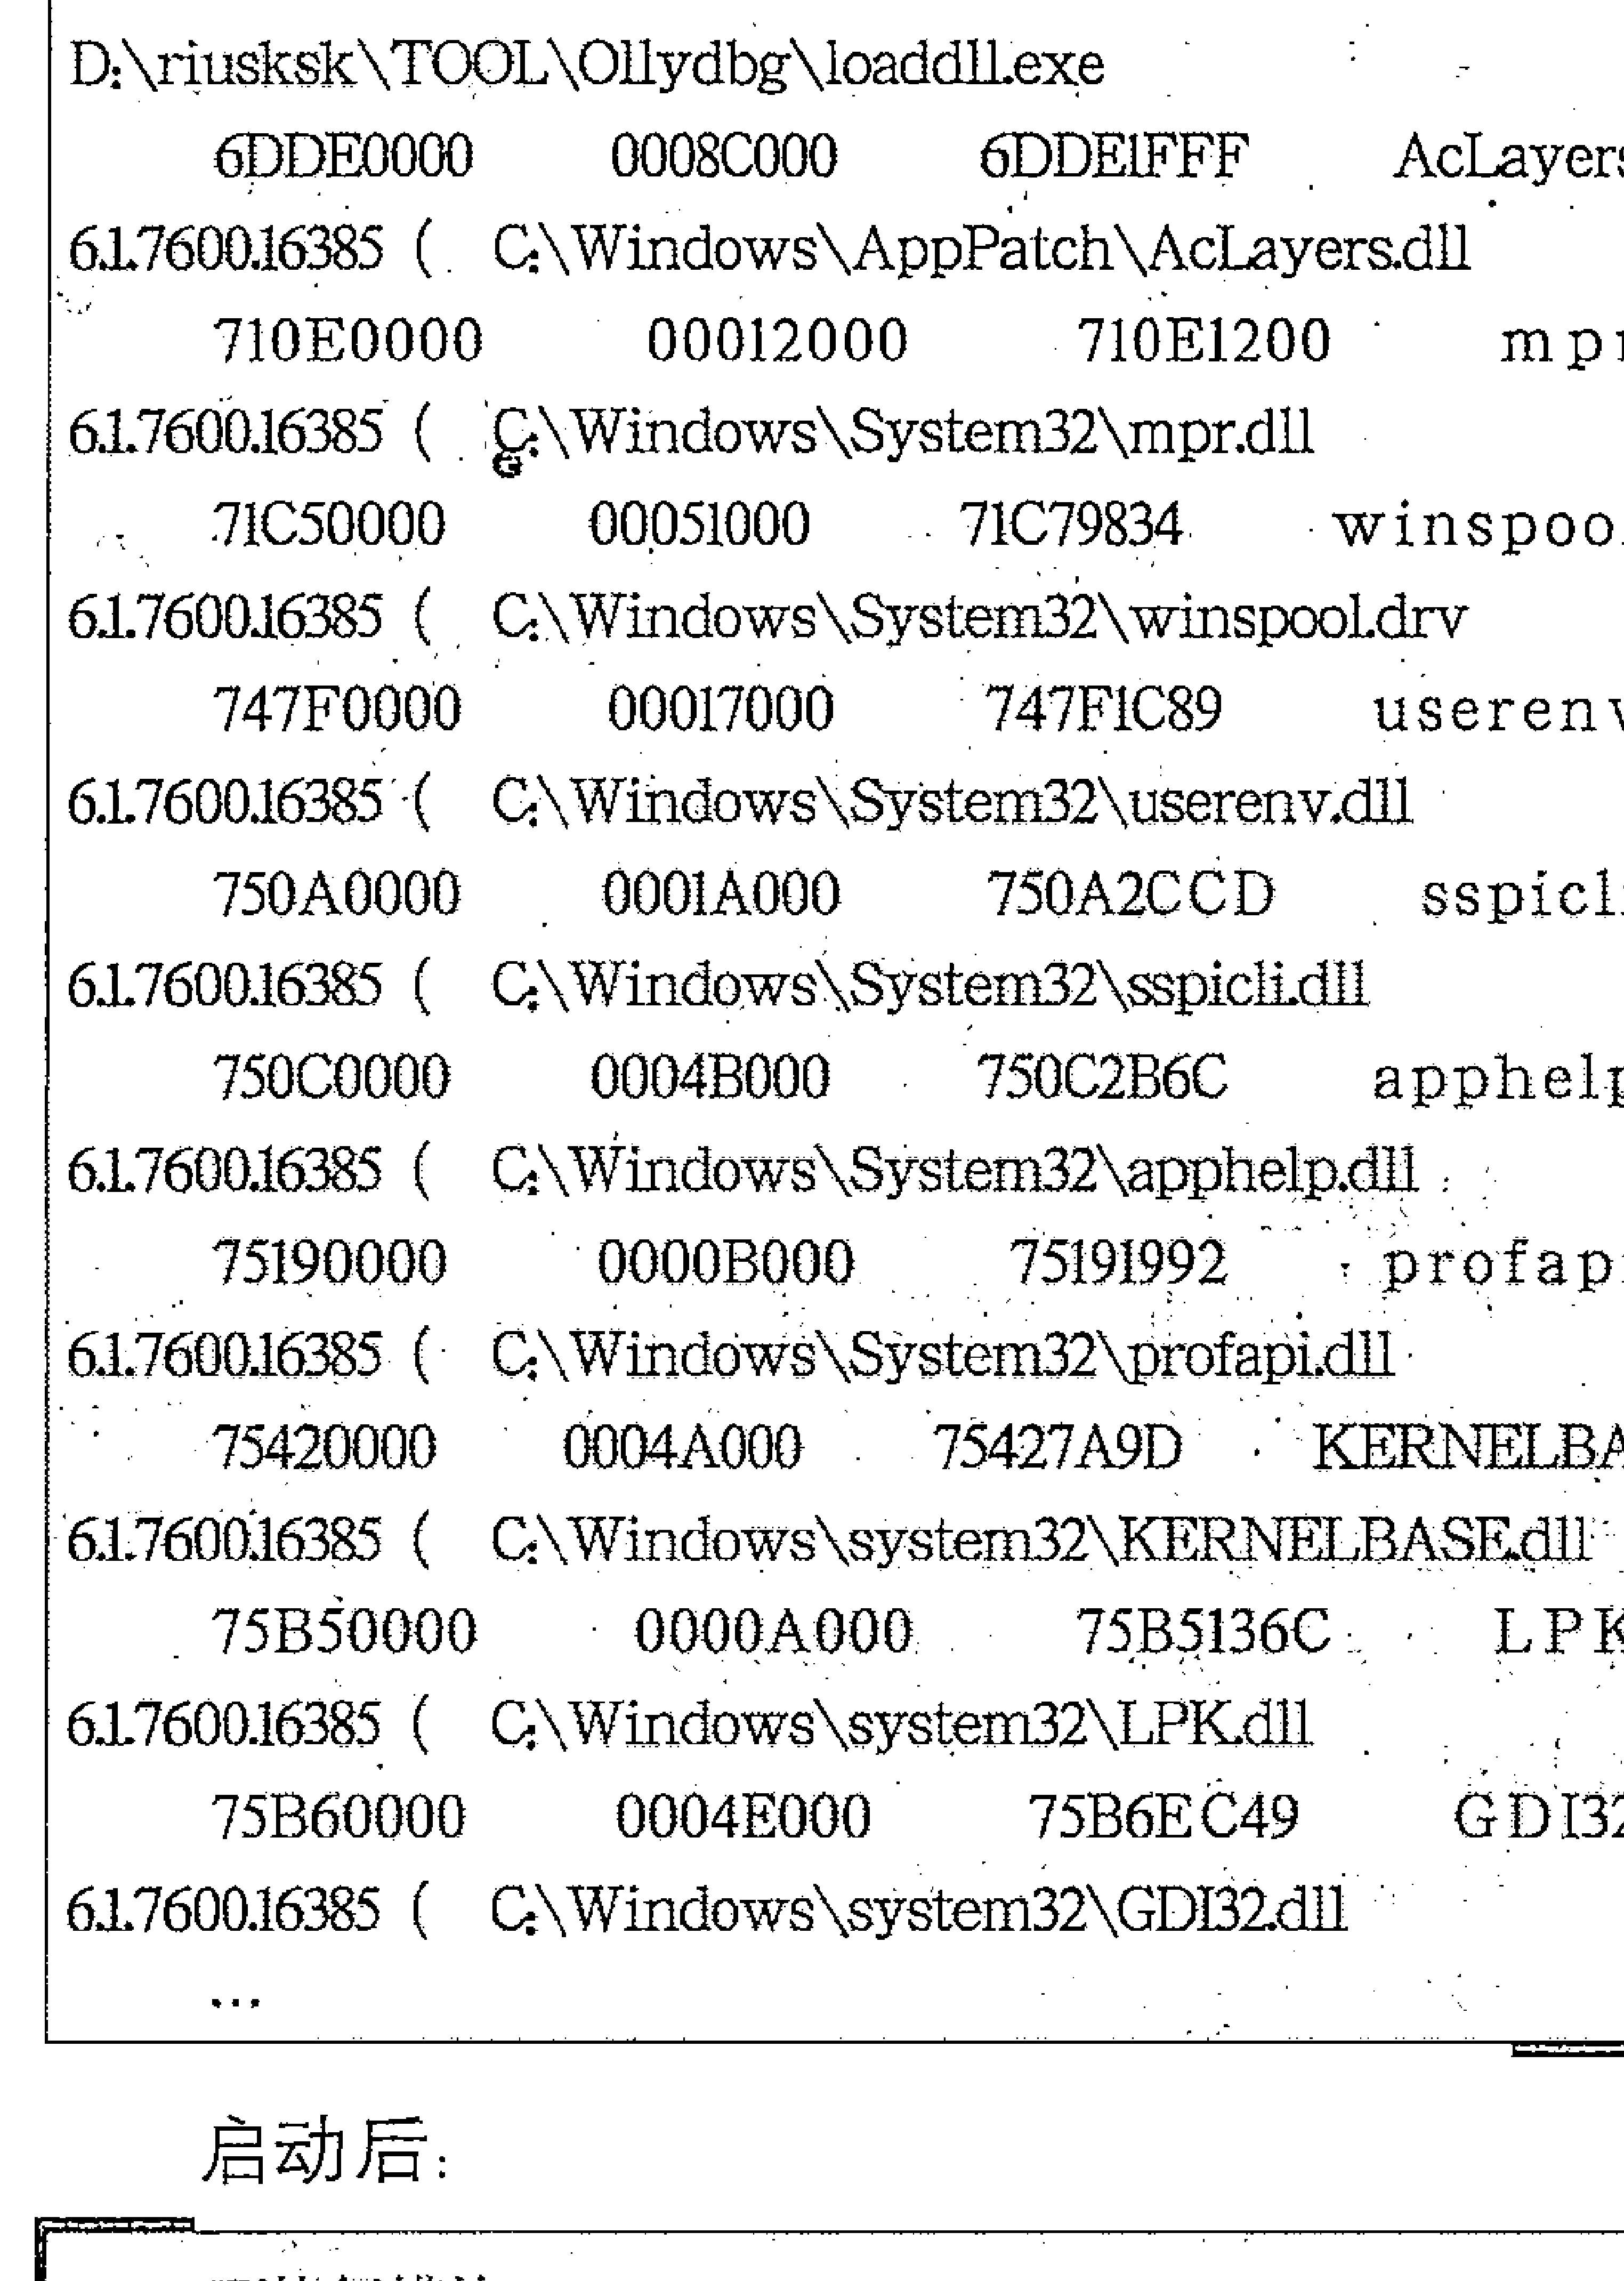 D:\riusksk\TOOL\Ollydbg\loaddll.exe
6DDE0000 0008C000 6DDE1FFF AcLayers
6.1.7600.16385 ( C:\Windows\AppPatch\AcLayers.dll
710E0000 00012000 710E1200 mpr
6.1.7600.16385 ( C:\Windows\System32\mpr.dll
71C50000 00051000 71C79834 winspool
6.1.7600.16385 ( C:\Windows\System32\winspool.drv
747F0000 00017000 747F1C89 userenv
6.1.7600.16385 ( C:\Windows\System32\userenv.dll
750A0000 0001A000 750A2CCD sspicli
6.1.7600.16385 ( C:\Windows\System32\sspicli.dll
750C0000 0004B000 750C2B6C apphelp
6.1.7600.16385 ( C:\Windows\System32\apphelp.dll
75190000 0000B000 75191992 profapi
6.1.7600.16385 ( C:\Windows\System32\profapi.dll
75420000 0004A000 75427A9D KERNELBA
6.1.7600.16385 ( C:\Windows\system32\KERNELBASE.dll
75B50000 0000A000 75B5136C LPK
6.1.7600.16385 ( C:\Windows\system32\LPK.dll
75B60000 0004E000 75B6EC49 GDI32
6.1.7600.16385 ( C:\Windows\system32\GDI32.dll
...
启动后: